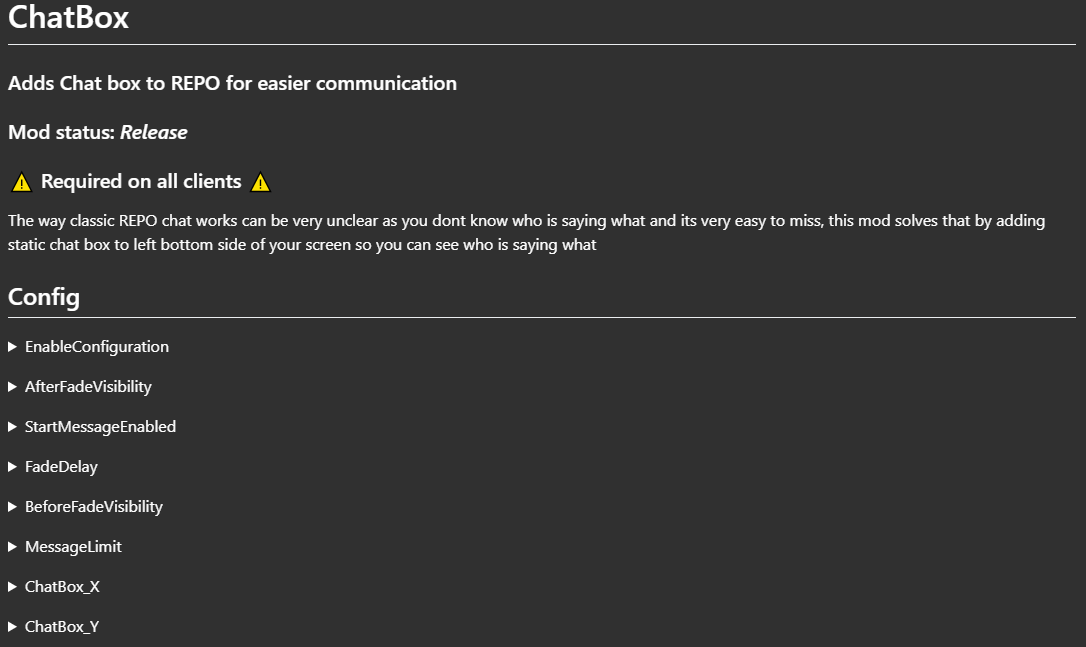 ChatBox
Adds Chat box to REPO for easier communication
Mod status: Release
⚠ Required on all clients ⚠
The way classic REPO chat works can be very unclear as you dont know who is saying what and its very easy to miss, this mod solves that by adding
static chat box to left bottom side of your screen so you can see who is saying what
Config
EnableConfiguration
AfterFadeVisibility
StartMessageEnabled
FadeDelay
BeforeFadeVisibility
MessageLimit
ChatBox_X
ChatBox_Y